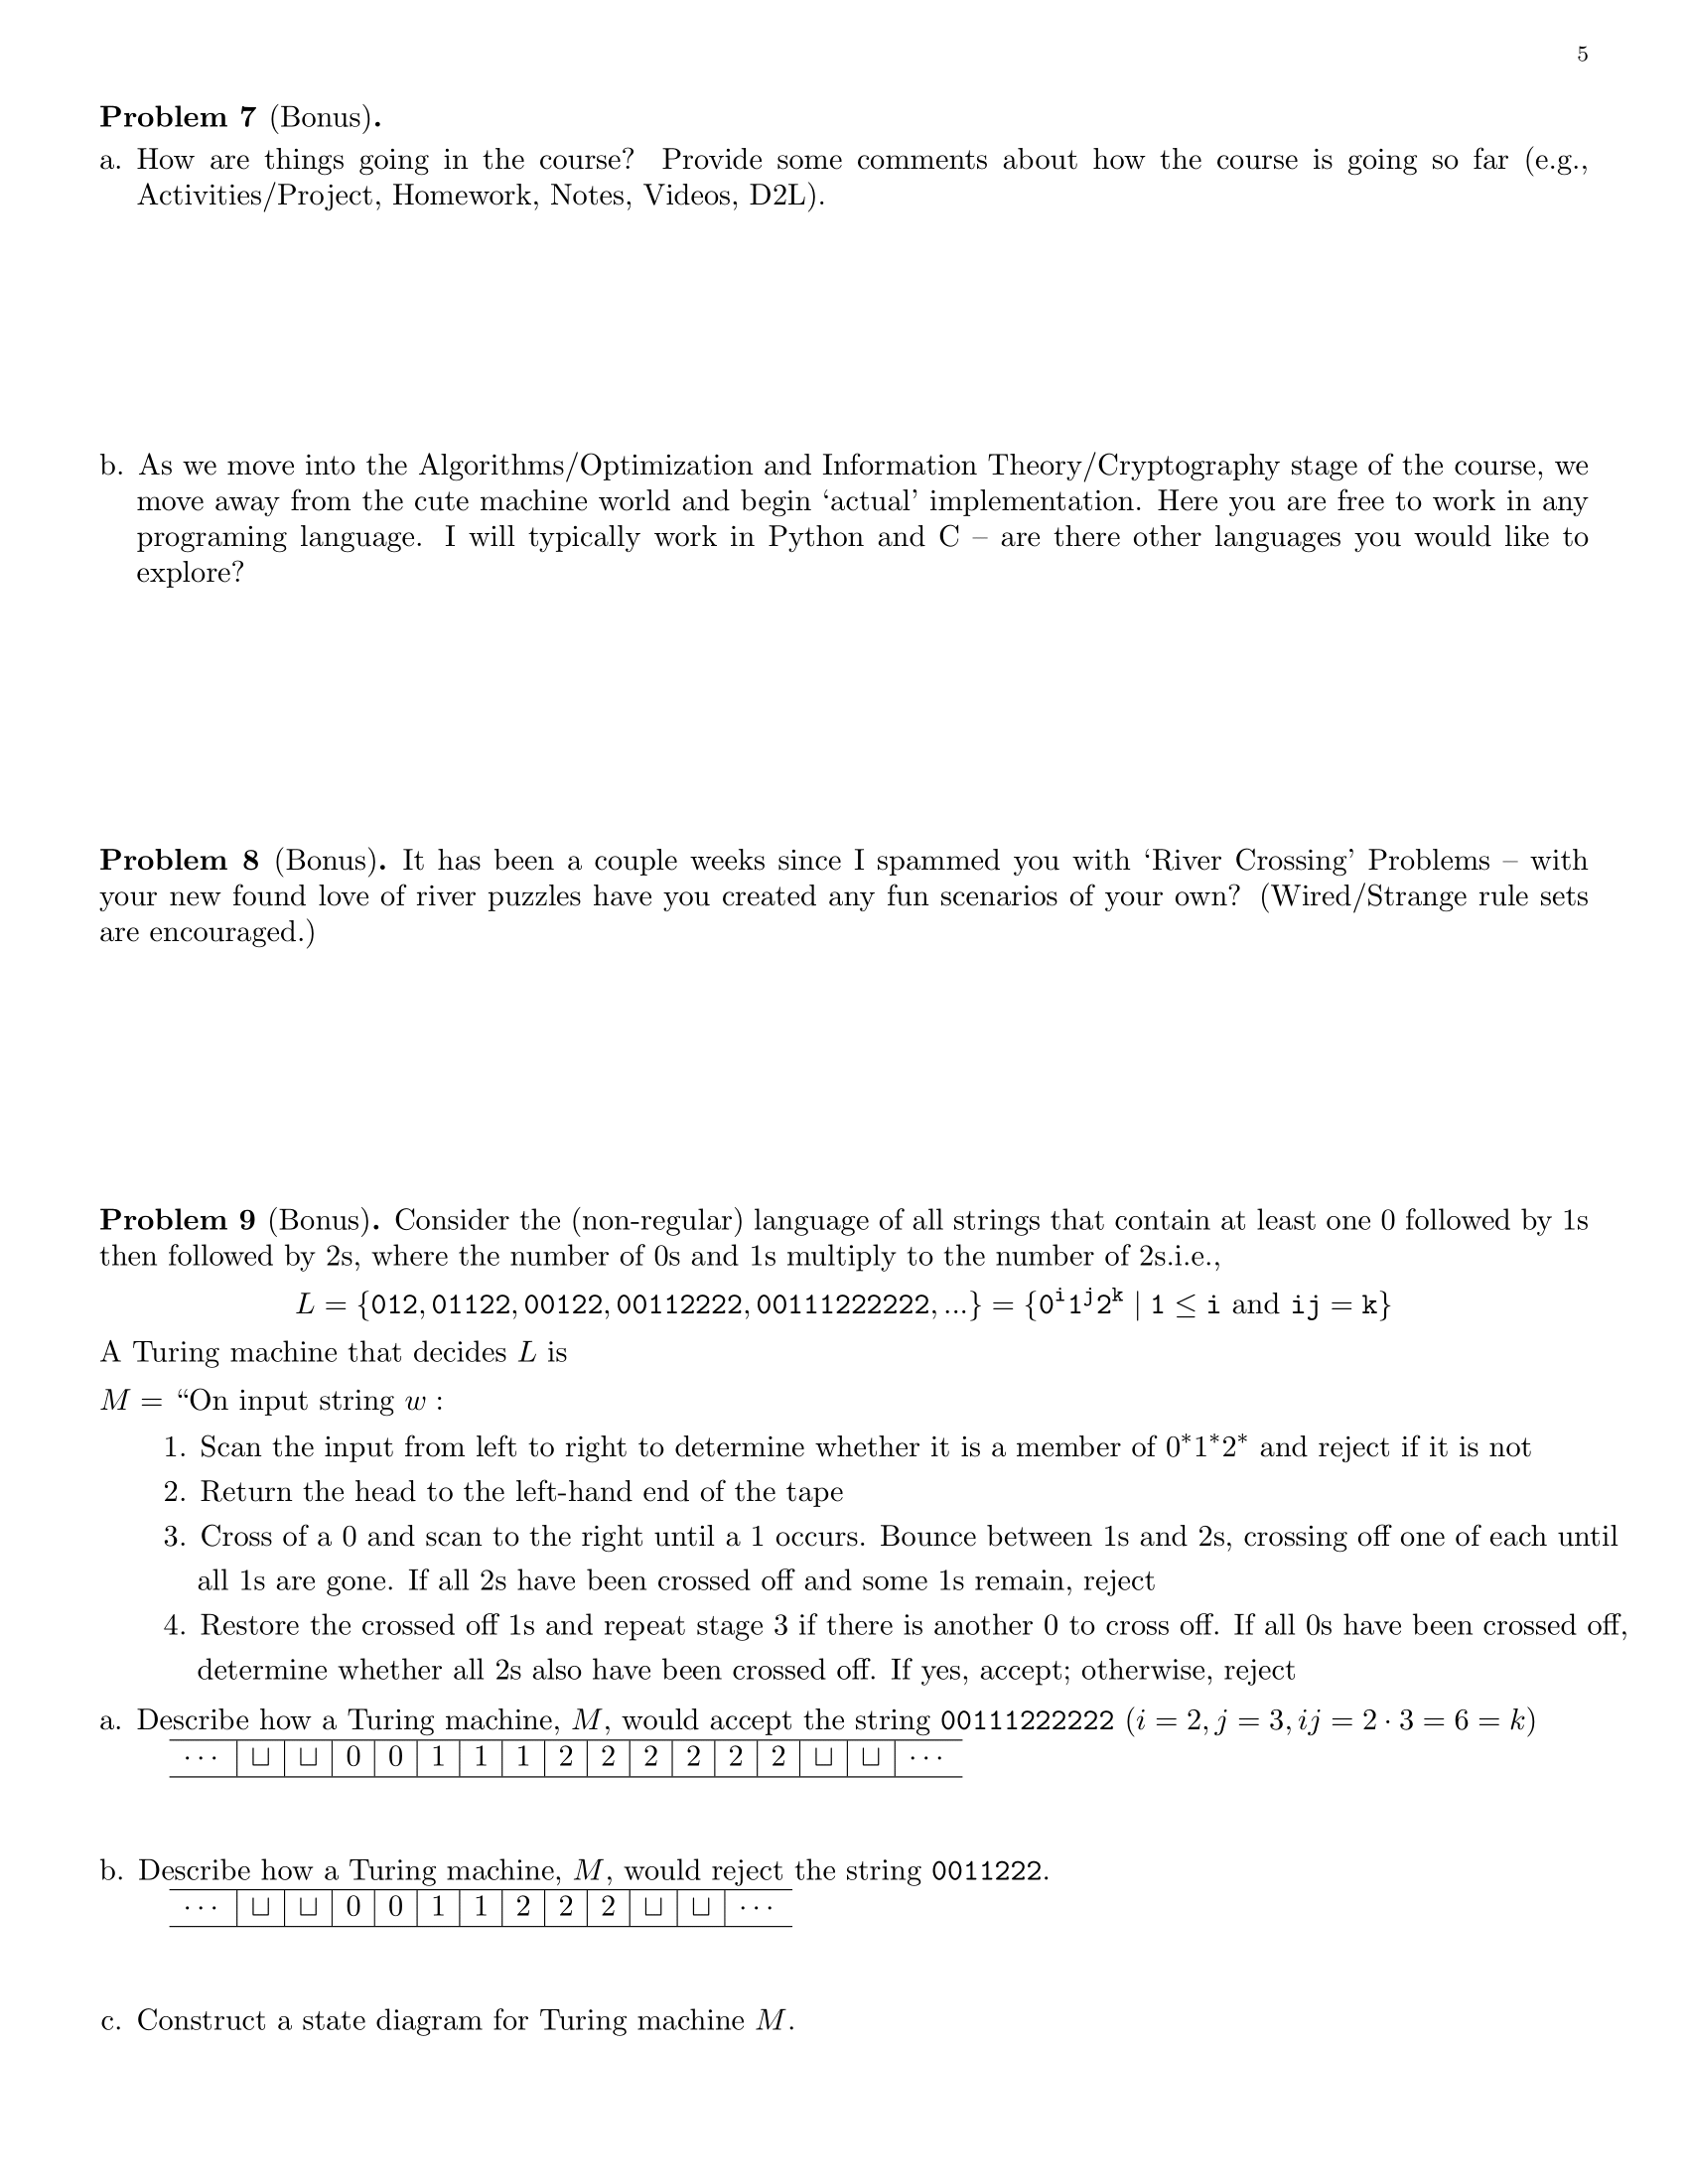 5
Problem 7 (Bonus).
a. How are things going in the course? Provide some comments about how the course is going so far (e.g.,
Activities/Project, Homework, Notes, Videos, D2L).
b. As we move into the Algorithms/Optimization and Information Theory/Cryptography stage of the course, we
move away from the cute machine world and begin ‘actual’ implementation. Here you are free to work in any
programing language. I will typically work in Python and C – are there other languages you would like to
explore?
Problem 8 (Bonus). It has been a couple weeks since I spammed you with ‘River Crossing’ Problems – with
your new found love of river puzzles have you created any fun scenarios of your own? (Wired/Strange rule sets
are encouraged.)
Problem 9 (Bonus). Consider the (non-regular) language of all strings that contain at least one 0 followed by 1s
then followed by 2s, where the number of 0s and 1s multiply to the number of 2s.i.e.,
L = {012, 01122, 00122, 00112222, 00111222222, ...} = {0^i1^j2^k | 1 ≤ i and ij = k}
A Turing machine that decides L is
M = “On input string w :
1. Scan the input from left to right to determine whether it is a member of 0*1*2* and reject if it is not
2. Return the head to the left-hand end of the tape
3. Cross of a 0 and scan to the right until a 1 occurs. Bounce between 1s and 2s, crossing off one of each until
all 1s are gone. If all 2s have been crossed off and some 1s remain, reject
4. Restore the crossed off 1s and repeat stage 3 if there is another 0 to cross off. If all 0s have been crossed off,
determine whether all 2s also have been crossed off. If yes, accept; otherwise, reject
a. Describe how a Turing machine, M, would accept the string 00111222222 (i = 2, j = 3, ij = 2 · 3 = 6 = k)
··· | ⊔ | ⊔ | 0 | 0 | 1 | 1 | 1 | 2 | 2 | 2 | 2 | 2 | 2 | ⊔ | ⊔ | ···
b. Describe how a Turing machine, M, would reject the string 0011222.
··· | ⊔ | ⊔ | 0 | 0 | 1 | 1 | 2 | 2 | 2 | ⊔ | ⊔ | ···
c. Construct a state diagram for Turing machine M.